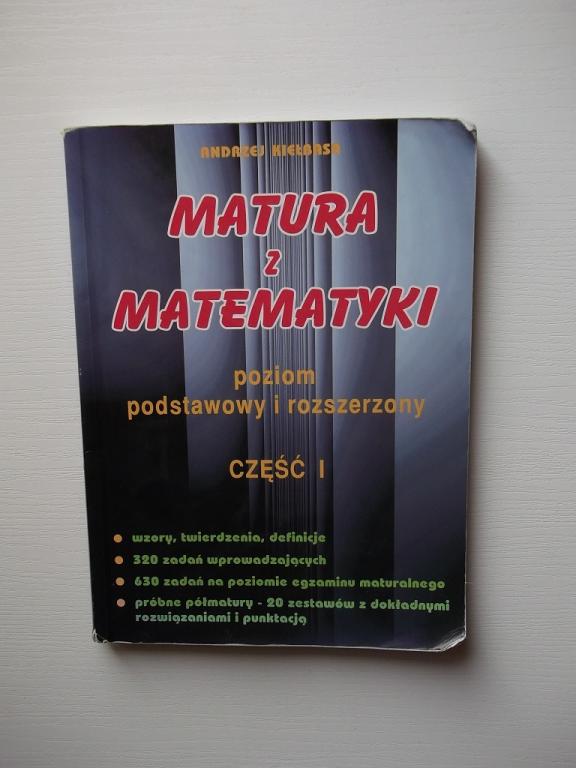 ANDRZEJ KIEŁBASA
MATURA
z
MATEMATYKI
poziom
podstawowy i rozszerzony
CZĘŚĆ I
• wzory, twierdzenia, definicje
• 320 zadań wprowadzających
• 630 zadań na poziomie egzaminu maturalnego
• próbne półmatury - 20 zestawów z dokładnymi
rozwiązaniami i punktacją